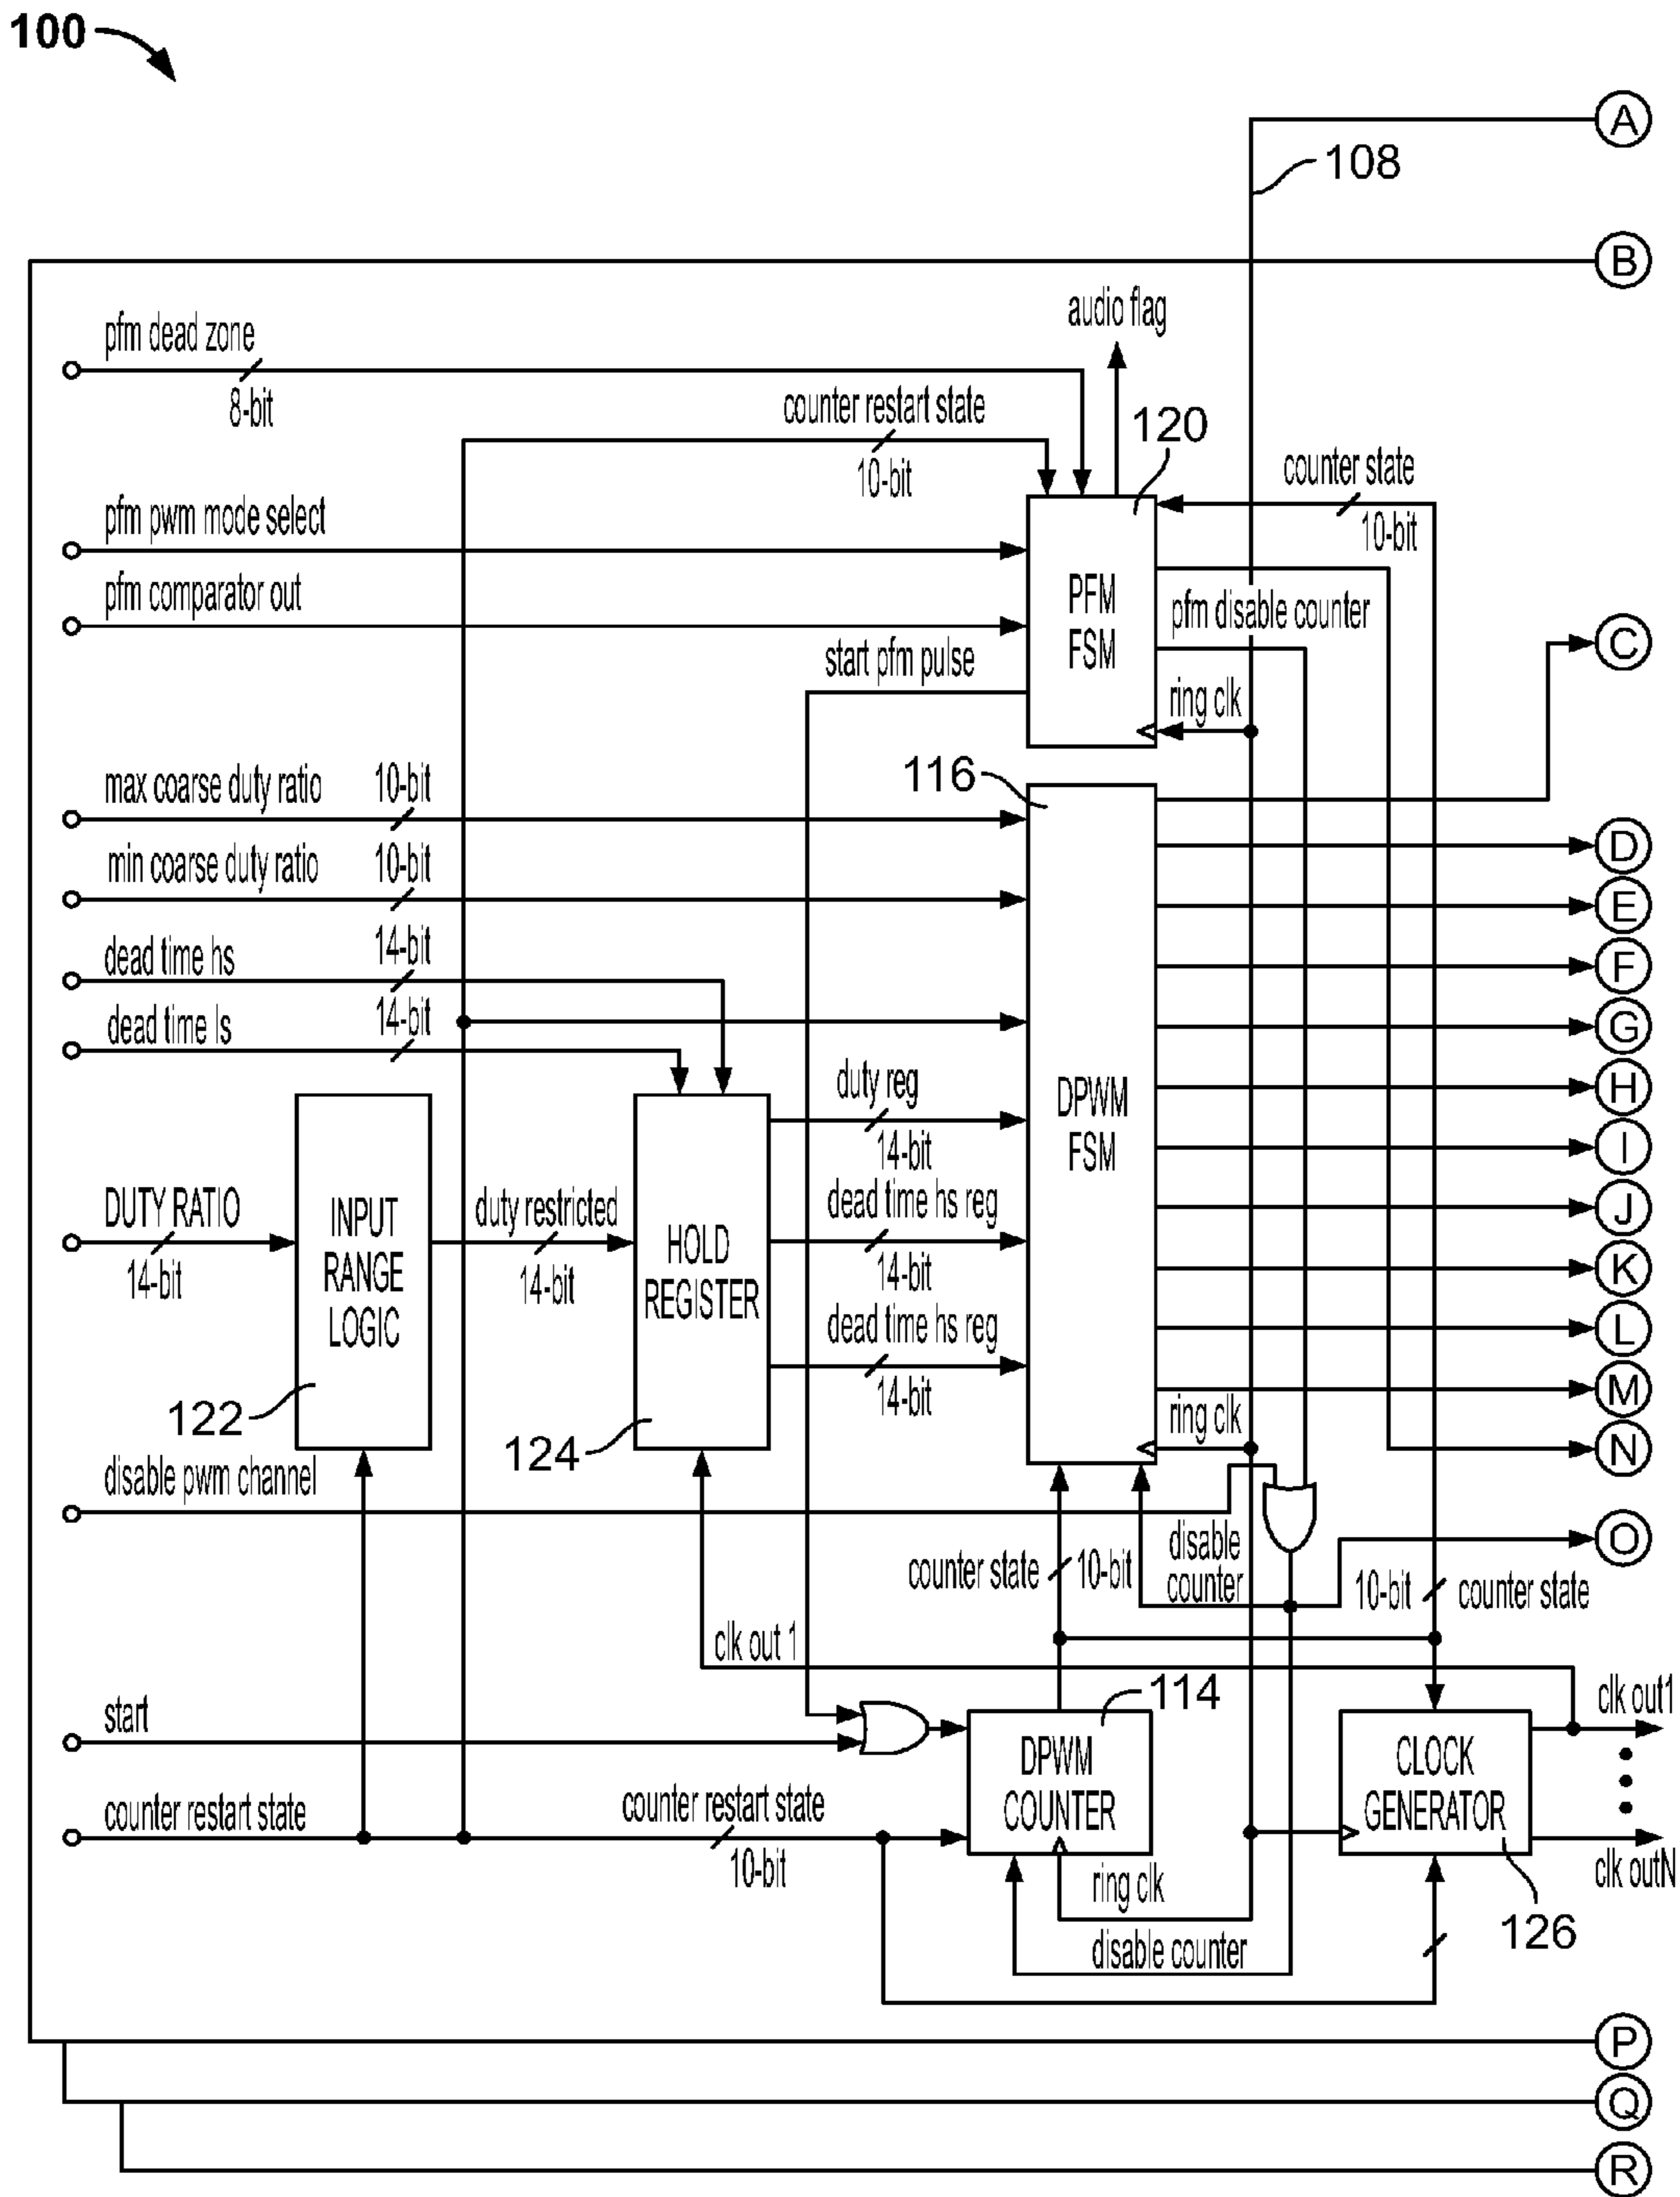 100
A
108
B
audio flag
pfm dead zone
8-bit
counter restart state
10-bit
120
counter state
10-bit
pfm pwm mode select
PFM
FSM
pfm comparator out
pfm disable counter
C
start pfm pulse
ring clk
116
max coarse duty ratio
10-bit
D
min coarse duty ratio
10-bit
E
dead time hs
14-bit
F
dead time ls
14-bit
G
duty reg
14-bit
DPWM
FSM
H
I
DUTY RATIO
14-bit
INPUT
RANGE
LOGIC
duty restricted
14-bit
HOLD
REGISTER
dead time hs reg
14-bit
J
K
dead time hs reg
14-bit
L
M
122
124
ring clk
N
disable pwm channel
O
counter state
10-bit
disable
counter
10-bit
counter state
clk out 1
start
114
DPWM
COUNTER
CLOCK
GENERATOR
clk out1
counter restart state
counter restart state
10-bit
clk outN
ring clk
126
disable counter
P
Q
R